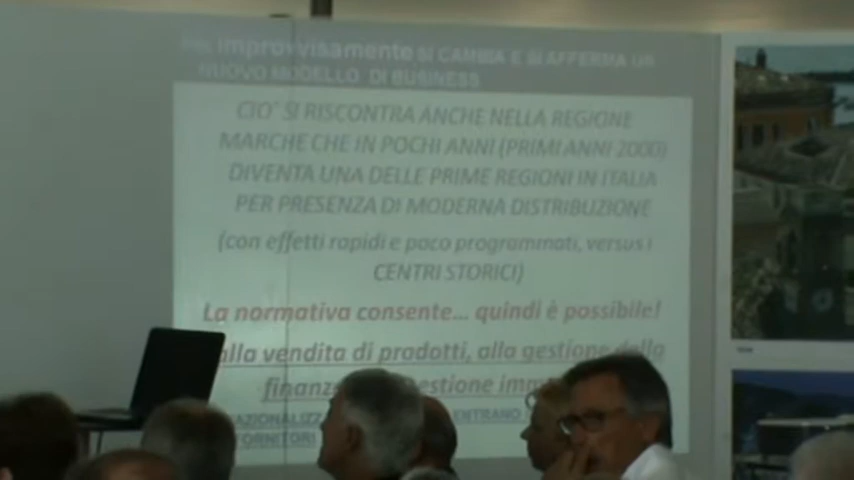 improvvisamente SI CAMBIA E SI AFFERMA UN
NUOVO MODELLO DI BUSINESS
CIO' SI RISCONTRA ANCHE NELLA REGIONE
MARCHE CHE IN POCHI ANNI (PRIMI ANNI 2000)
DIVENTA UNA DELLE PRIME REGIONI IN ITALIA
PER PRESENZA DI MODERNA DISTRIBUZIONE
(con effetti rapidi e poco programmati, versus i
CENTRI STORICI)
La normativa consente... quindi è possibile!
vendita di prodotti, alla gestione della
ENTRANO
FORNITORI